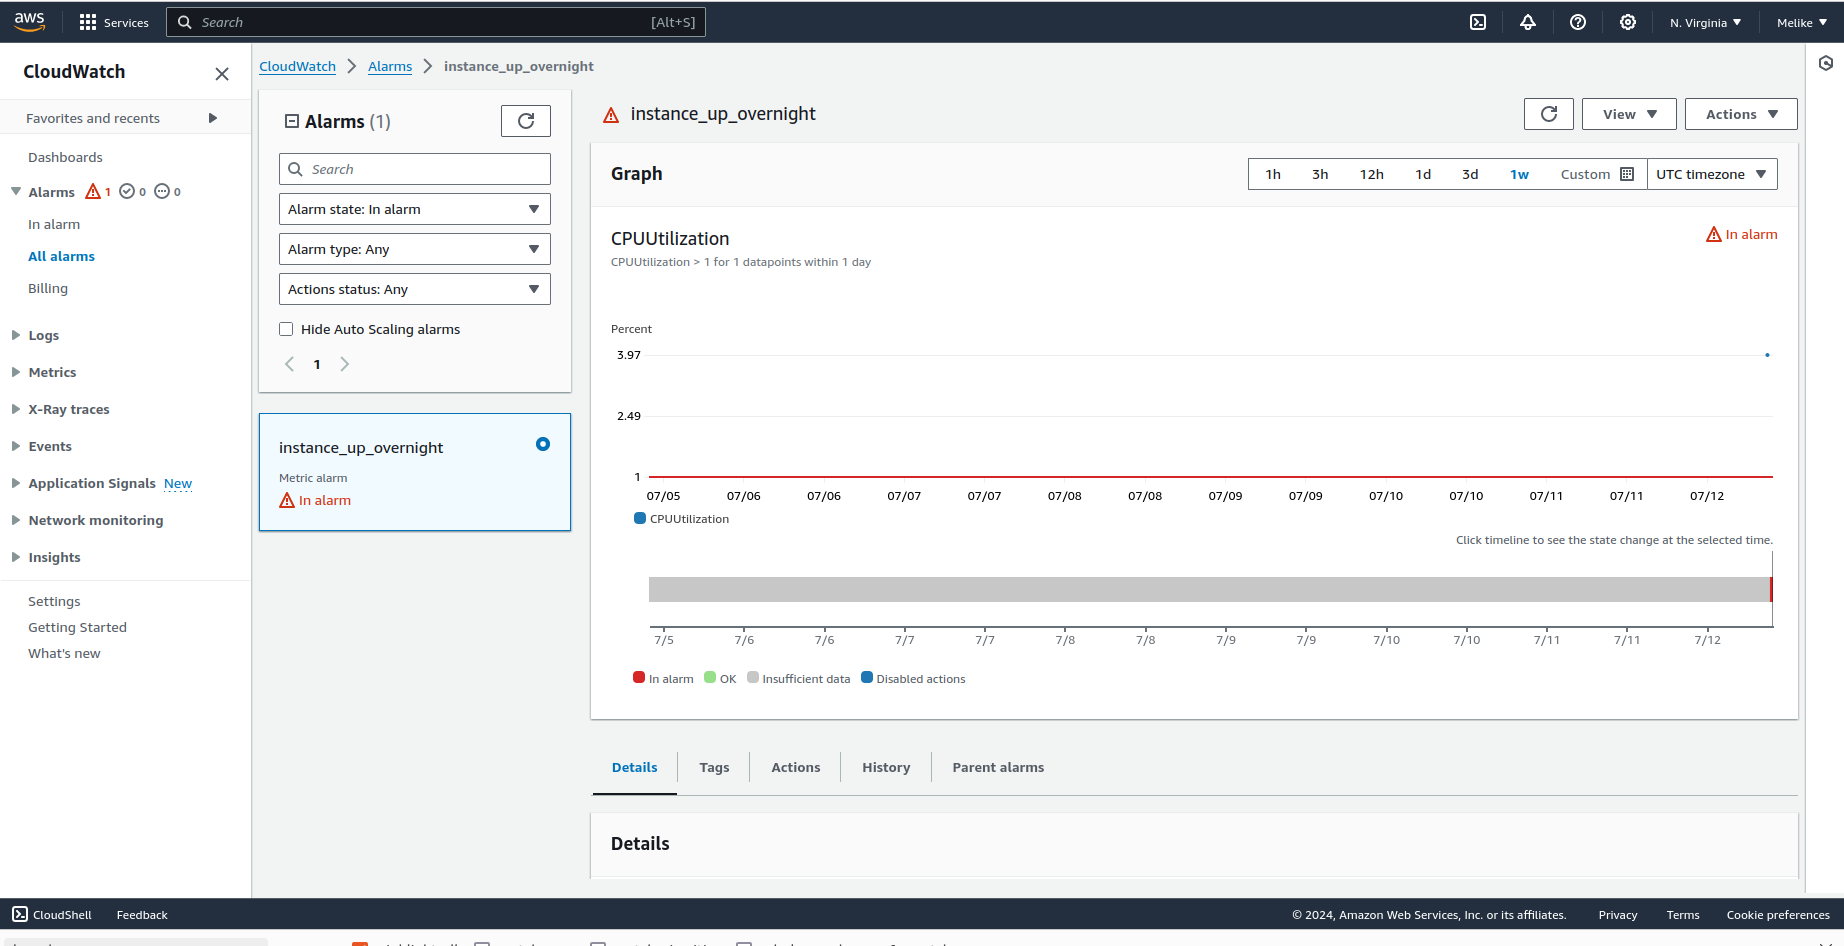 aws
Services
Search
[Alt+S]
N. Virginia
Melike
CloudWatch
Favorites and recents
Dashboards
Alarms 1 0 0
In alarm
All alarms
Billing
Logs
Metrics
X-Ray traces
Events
Application Signals New
Network monitoring
Insights
Settings
Getting Started
What's new
CloudWatch > Alarms > instance_up_overnight
Alarms (1)
Search
Alarm state: In alarm
Alarm type: Any
Actions status: Any
Hide Auto Scaling alarms
1
instance_up_overnight
Metric alarm
In alarm
instance_up_overnight
View
Actions
Graph
1h 3h 12h 1d 3d 1w Custom UTC timezone
CPUUtilization
In alarm
CPUUtilization > 1 for 1 datapoints within 1 day
Percent
3.97
2.49
1
07/05 07/06 07/06 07/07 07/07 07/08 07/08 07/09 07/09 07/10 07/10 07/11 07/11 07/12
CPUUtilization
Click timeline to see the state change at the selected time.
7/5 7/6 7/6 7/7 7/7 7/8 7/8 7/9 7/9 7/10 7/10 7/11 7/11 7/12
In alarm OK Insufficient data Disabled actions
Details Tags Actions History Parent alarms
Details
CloudShell Feedback
© 2024, Amazon Web Services, Inc. or its affiliates. Privacy Terms Cookie preferences